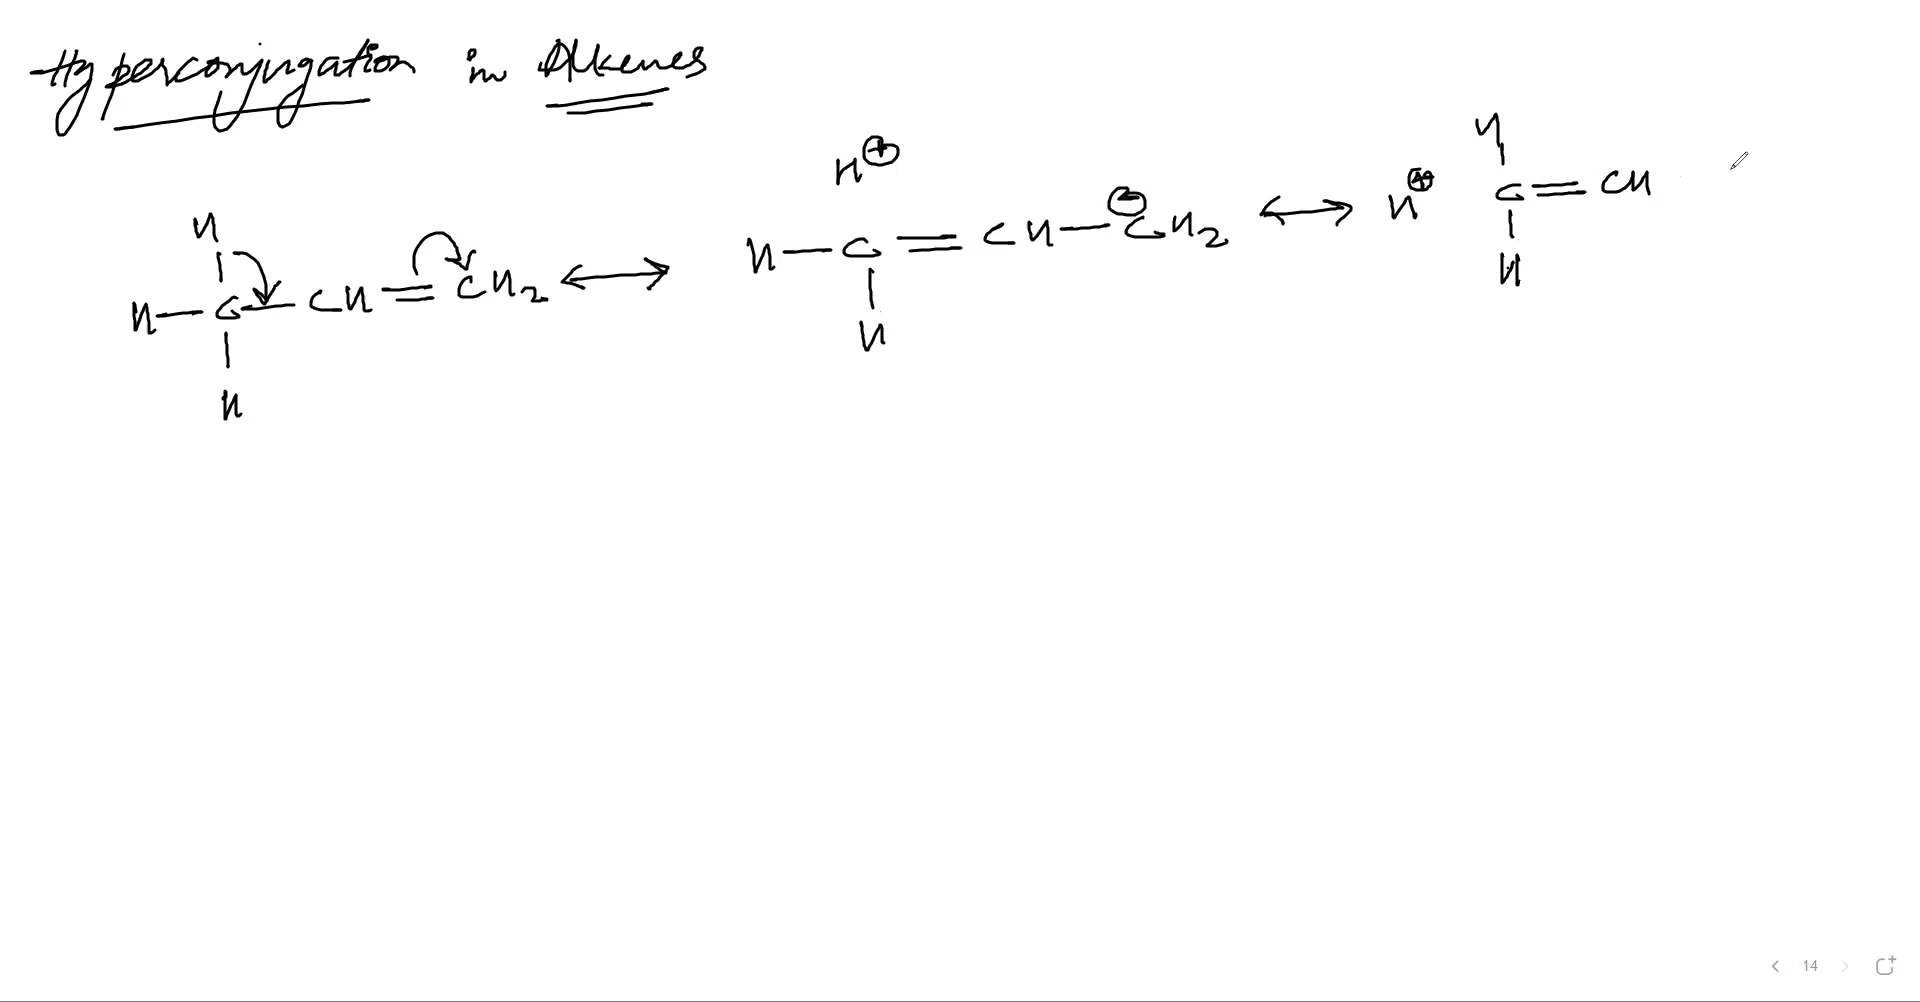 Hyperconjugation in Alkenes
H
H—C—CH=CH2 ↔
H
H⊕
H—C=CH—CH2 ⊖ ↔
H
H
H⊕ C=CH
H
14